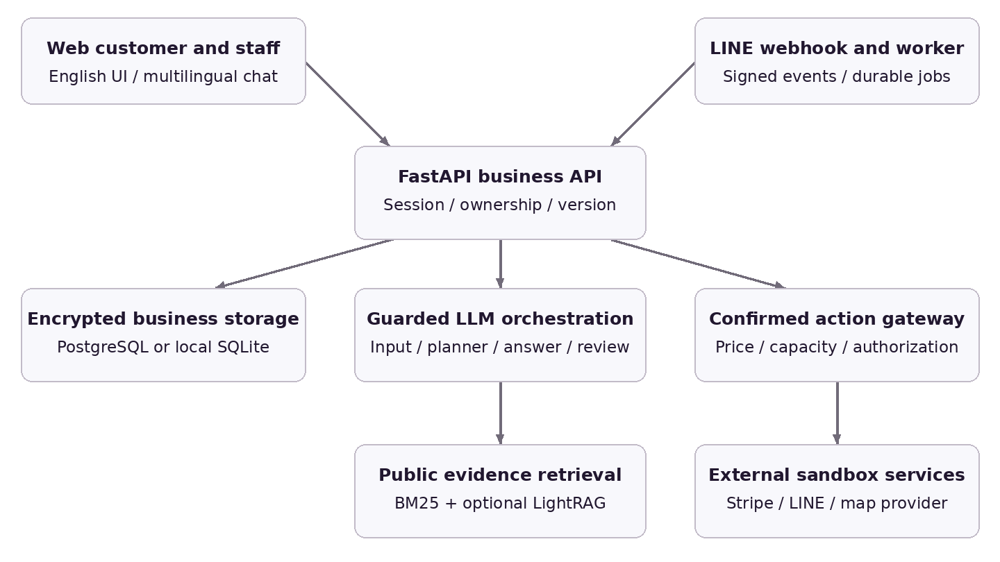 Web customer and staff
English UI / multilingual chat
LINE webhook and worker
Signed events / durable jobs
FastAPI business API
Session / ownership / version
Encrypted business storage
PostgreSQL or local SQLite
Guarded LLM orchestration
Input / planner / answer / review
Confirmed action gateway
Price / capacity / authorization
Public evidence retrieval
BM25 + optional LightRAG
External sandbox services
Stripe / LINE / map provider